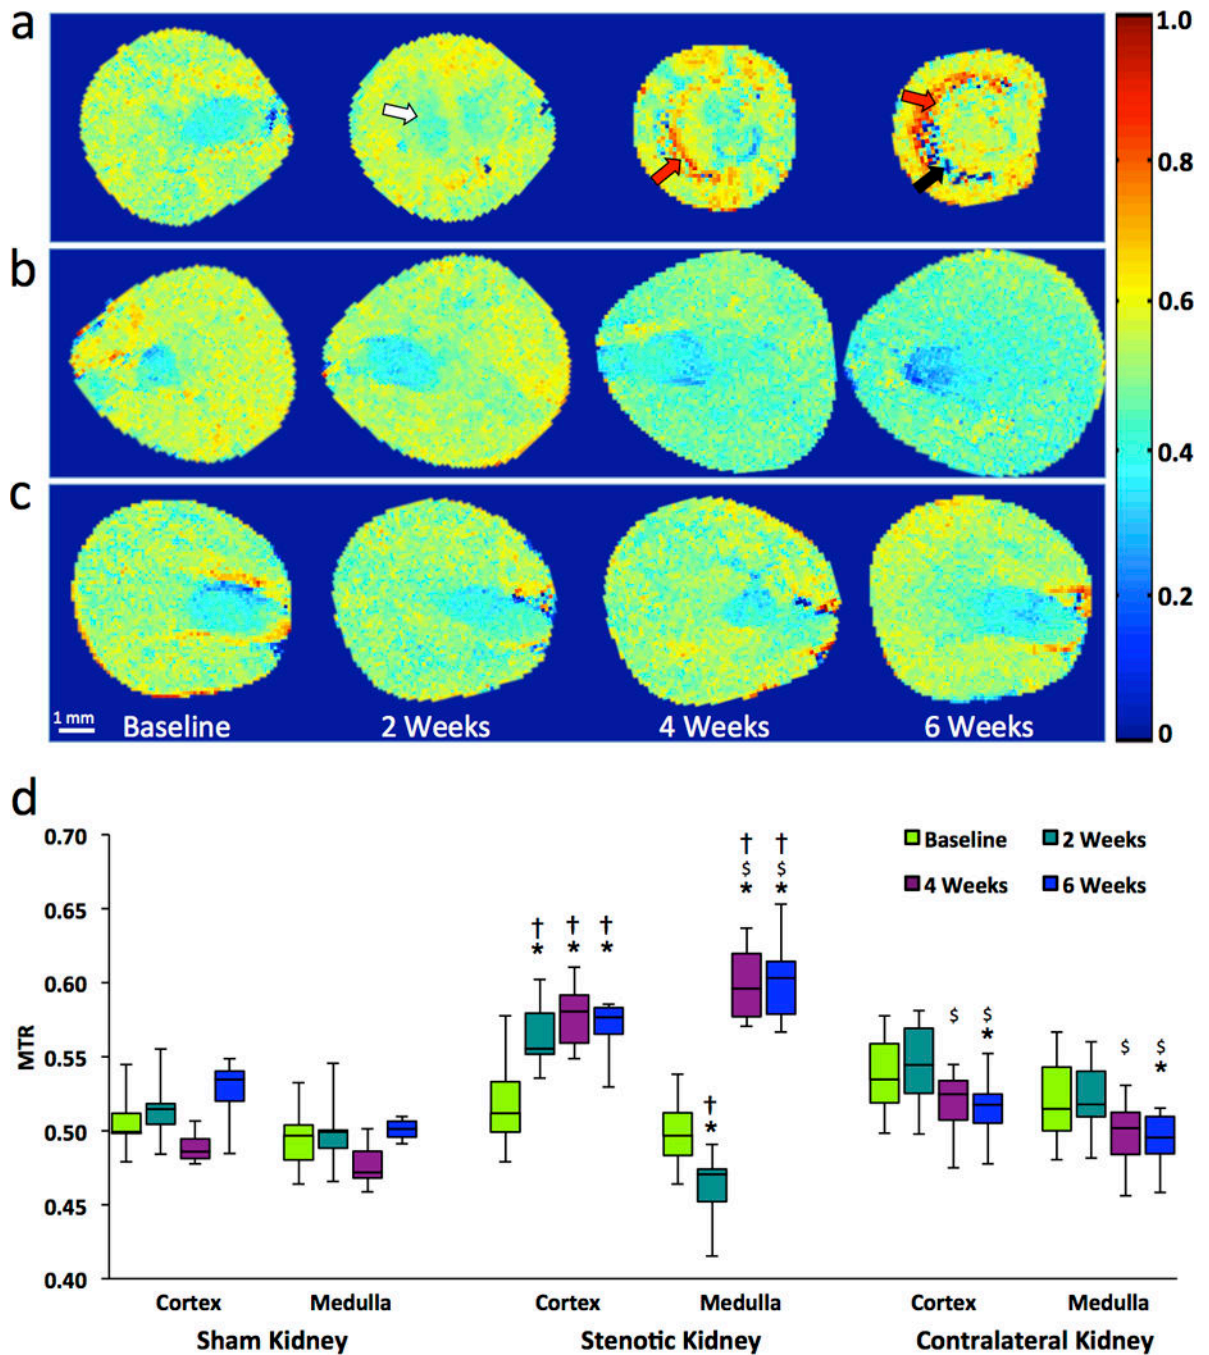 a
b
c
1.0
0.8
0.6
0.4
0.2
0
1 mm
Baseline
2 Weeks
4 Weeks
6 Weeks
d
MTR
0.70
0.65
0.60
0.55
0.50
0.45
0.40
Baseline
2 Weeks
4 Weeks
6 Weeks
† † †
* * *
†
*
† †
$ $
* *
$ $
*
$ $
*
Cortex Medulla Cortex Medulla Cortex Medulla
Sham Kidney Stenotic Kidney Contralateral Kidney